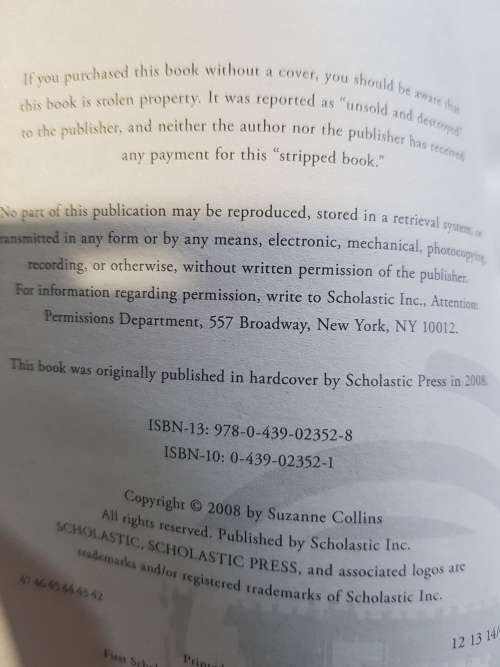 If you purchased this book without a cover, you should be aware that
this book is stolen property. It was reported as "unsold and destroyed"
to the publisher, and neither the author nor the publisher has received
any payment for this "stripped book."
No part of this publication may be reproduced, stored in a retrieval system, or
transmitted in any form or by any means, electronic, mechanical, photocopying,
recording, or otherwise, without written permission of the publisher.
For information regarding permission, write to Scholastic Inc., Attention:
Permissions Department, 557 Broadway, New York, NY 10012.
This book was originally published in hardcover by Scholastic Press in 2008.
ISBN-13: 978-0-439-02352-8
ISBN-10: 0-439-02352-1
Copyright © 2008 by Suzanne Collins
All rights reserved. Published by Scholastic Inc.
SCHOLASTIC, SCHOLASTIC PRESS, and associated logos are
trademarks and/or registered trademarks of Scholastic Inc.
47 46 45 44 43 42
12 13 14/
First